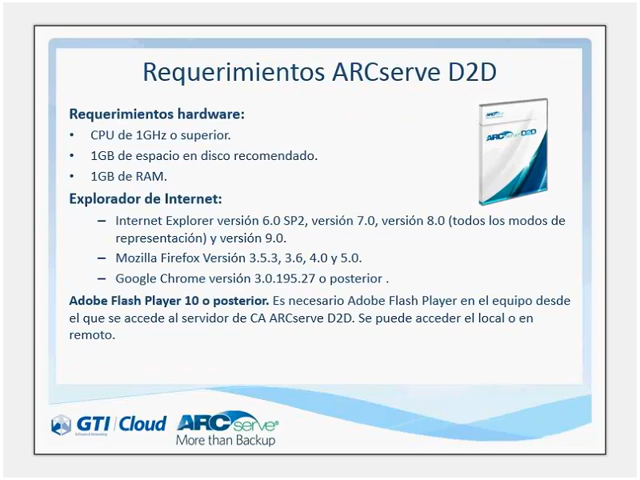 Requerimientos ARCserve D2D
Requerimientos hardware:
• CPU de 1GHz o superior.
• 1GB de espacio en disco recomendado.
• 1GB de RAM.
Explorador de Internet:
– Internet Explorer versión 6.0 SP2, versión 7.0, versión 8.0 (todos los modos de
representación) y versión 9.0.
– Mozilla Firefox Versión 3.5.3, 3.6, 4.0 y 5.0.
– Google Chrome versión 3.0.195.27 o posterior .
Adobe Flash Player 10 o posterior. Es necesario Adobe Flash Player en el equipo desde
el que se accede al servidor de CA ARCserve D2D. Se puede acceder el local o en
remoto.
ARCserve D2D
GTI | Cloud
ARCserve®
More than Backup